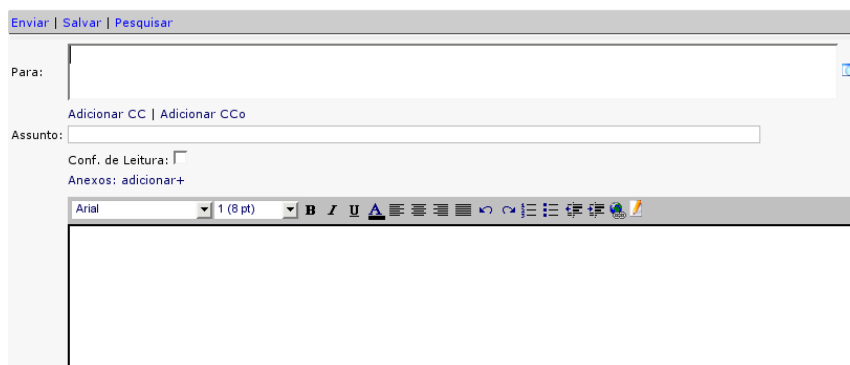 Enviar | Salvar | Pesquisar
Para:
Adicionar CC | Adicionar CCo
Assunto:
Conf. de Leitura:
Anexos: adicionar+
Arial 1 (8 pt) B I U A